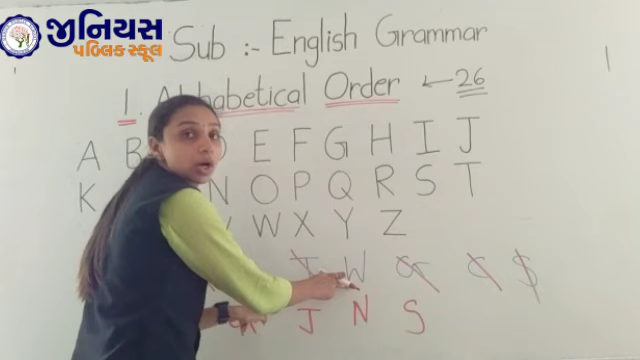 જીનિયસ
પબ્લિક સ્કૂલ
Sub :- English Grammar
1. Alphabetical Order ← 26
A B D E F G H I J
K N O P Q R S T
W X Y Z
W
J N S